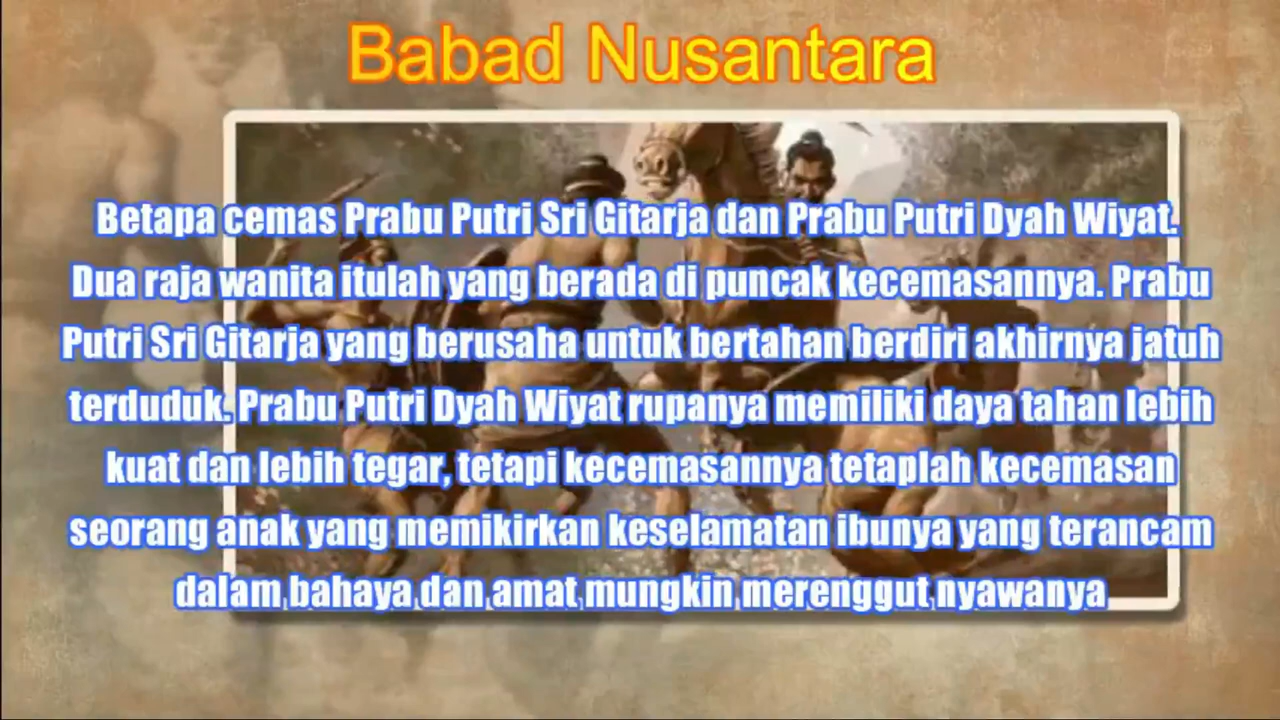 Babad Nusantara
Betapa cemas Prabu Putri Sri Gitarja dan Prabu Putri Dyah Wiyat.
Dua raja wanita itulah yang berada di puncak kecemasannya. Prabu
Putri Sri Gitarja yang berusaha untuk bertahan berdiri akhirnya jatuh
terduduk. Prabu Putri Dyah Wiyat rupanya memiliki daya tahan lebih
kuat dan lebih tegar, tetapi kecemasannya tetaplah kecemasan
seorang anak yang memikirkan keselamatan ibunya yang terancam
dalam bahaya dan amat mungkin merenggut nyawanya